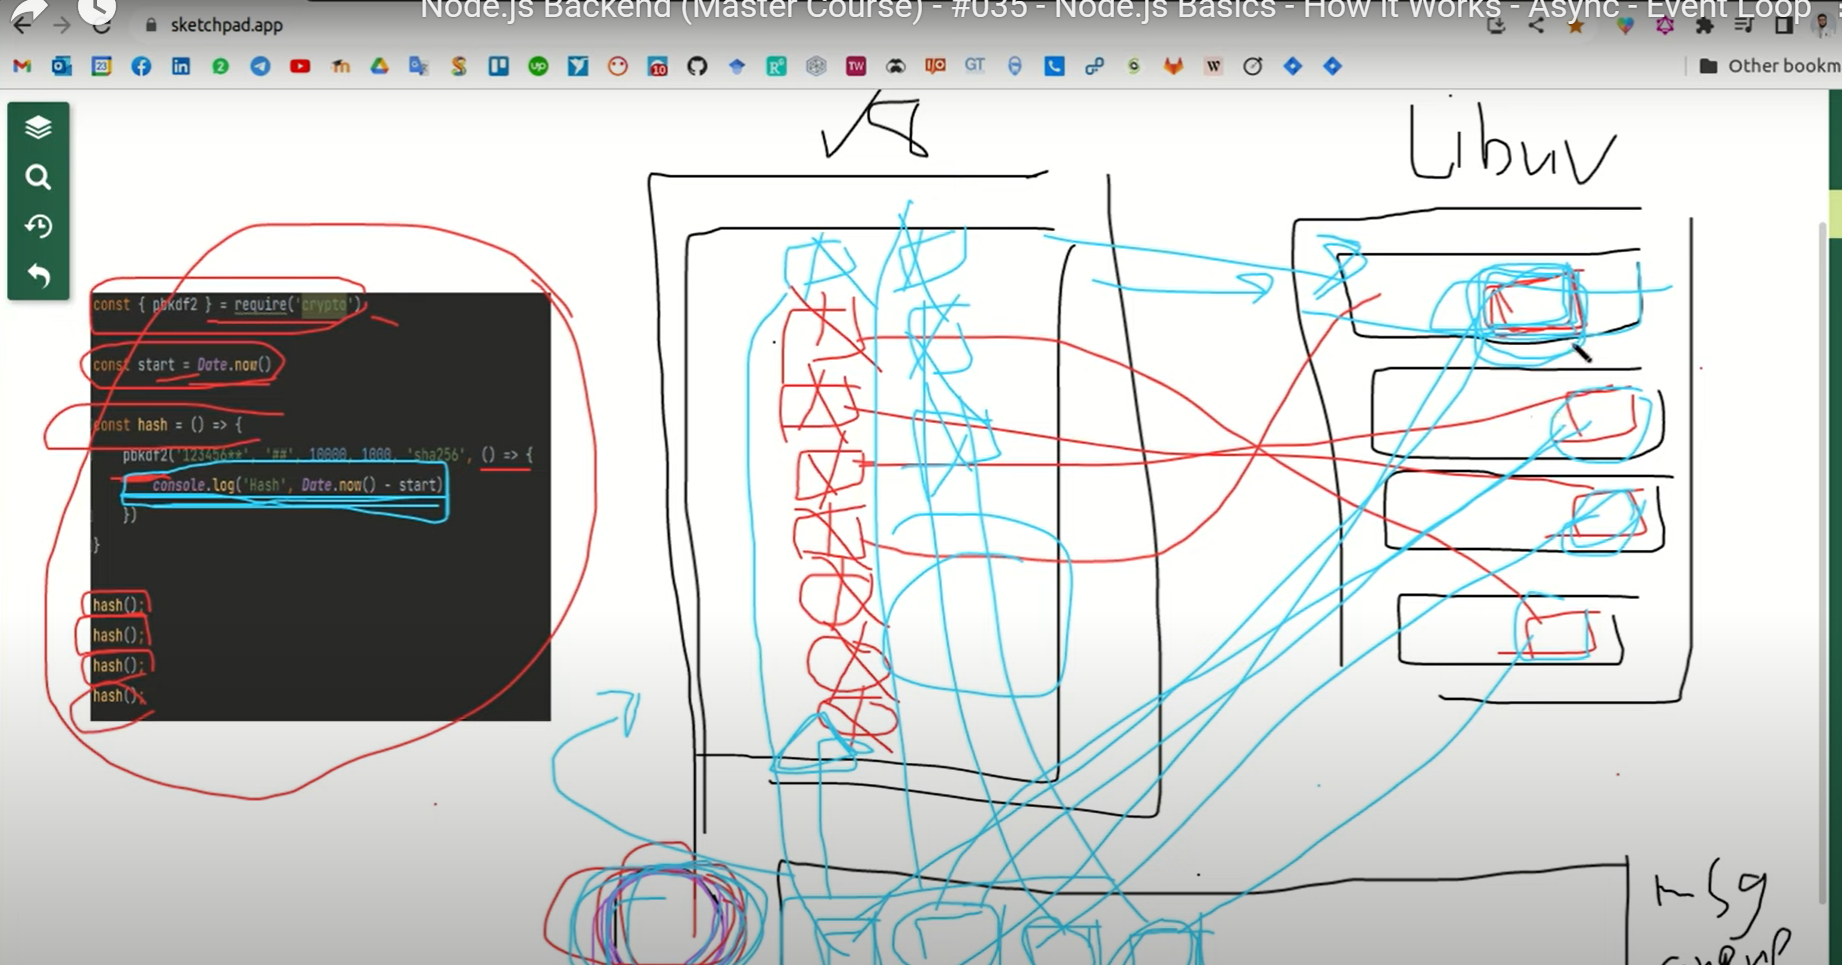 Node.js Backend (Master Course) - #035 - Node.js Basics - How It Works - Async - Event Loop
sketchpad.app
Other bookm
V8
Libuv
const { pbkdf2 } = require('crypto')
const start = Date.now()
const hash = () => {
pbkdf2('123456**', '##', 10000, 1000, 'sha256', () => {
console.log('Hash', Date.now() - start)
})
}
hash();
hash();
hash();
hash();
msg